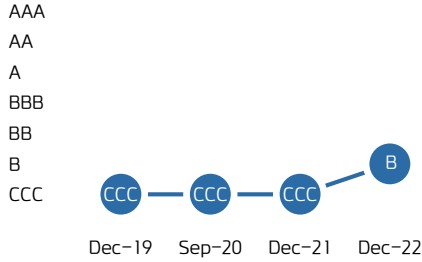 AAA
AA
A
BBB
BB
B B
CCC CCC CCC CCC
Dec-19 Sep-20 Dec-21 Dec-22